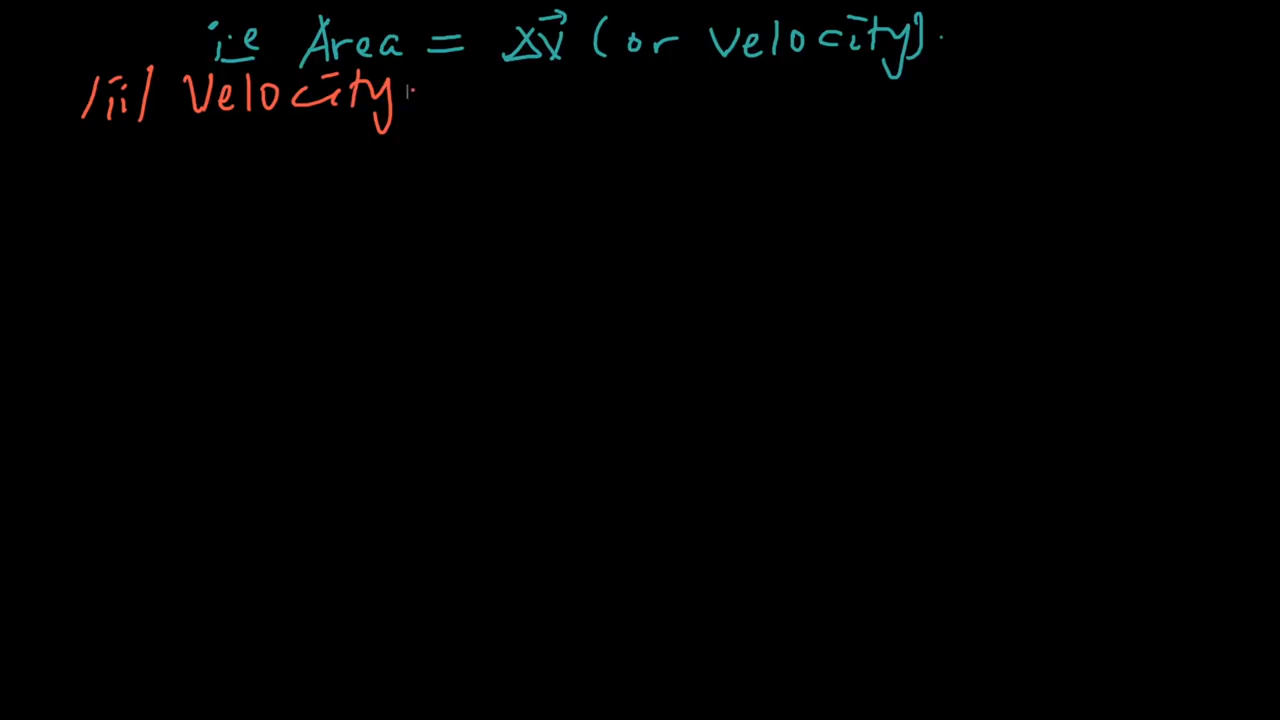 i.e Area = Δv⃗ (or velocity).
/ii/ Velocity